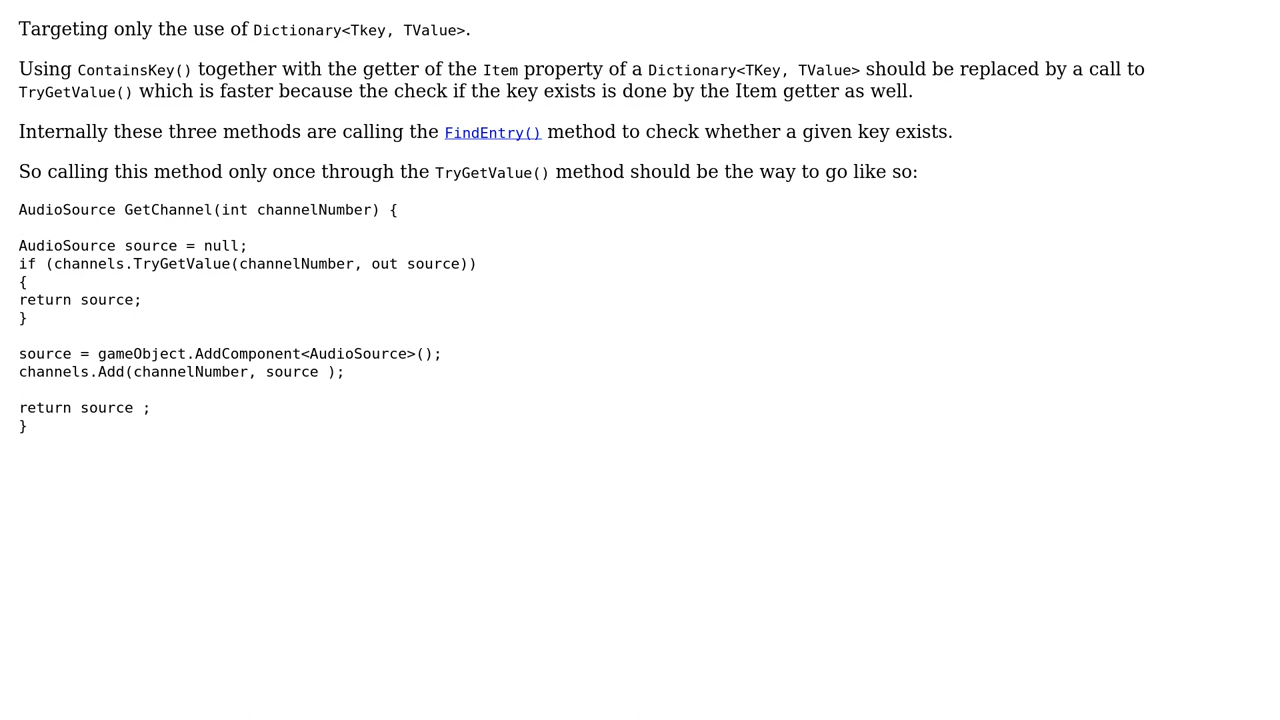 Targeting only the use of Dictionary<Tkey, TValue>.
Using ContainsKey() together with the getter of the Item property of a Dictionary<TKey, TValue> should be replaced by a call to
TryGetValue() which is faster because the check if the key exists is done by the Item getter as well.
Internally these three methods are calling the FindEntry() method to check whether a given key exists.
So calling this method only once through the TryGetValue() method should be the way to go like so:
AudioSource GetChannel(int channelNumber) {
AudioSource source = null;
if (channels.TryGetValue(channelNumber, out source))
{
return source;
}
source = gameObject.AddComponent<AudioSource>();
channels.Add(channelNumber, source );
return source ;
}